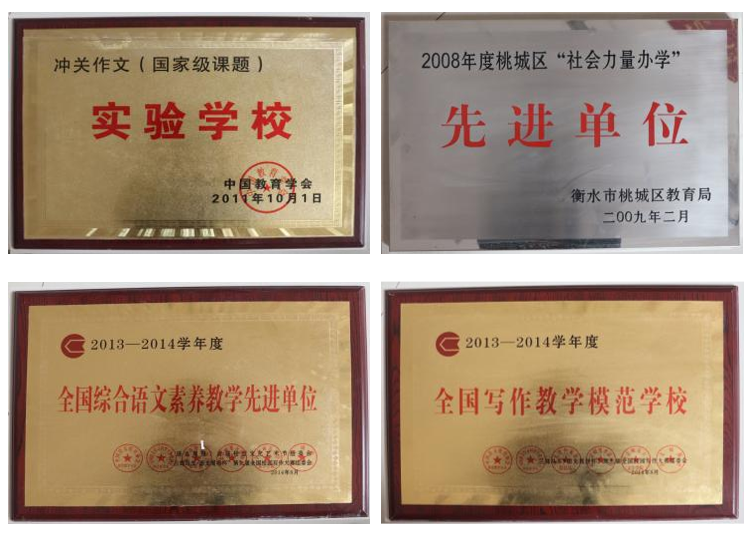 冲关作文（国家级课题）
实验学校
中国教育学会
2011年10月1日
2008年度桃城区“社会力量办学”
先进单位
衡水市桃城区教育局
二00九年二月
2013—2014学年度
全国综合语文素养教学先进单位
2013—2014学年度
全国写作教学模范学校